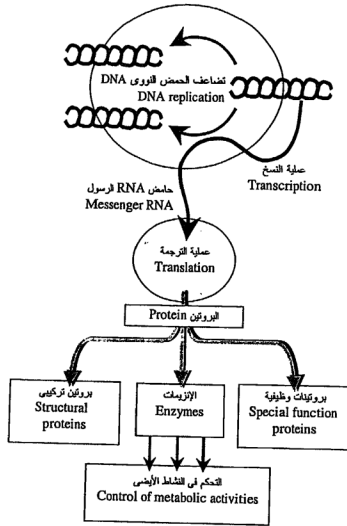 تضاعف الحمض النووى DNA
DNA replication
عملية النسخ
Transcription
حامض RNA الرسول
Messenger RNA
عملية الترجمة
Translation
البروتين Protein
بروتين تركيبى
Structural
proteins
الإنزيمات
Enzymes
بروتينات وظيفية
Special function
proteins
التحكم فى النشاط الأيضى
Control of metabolic activities